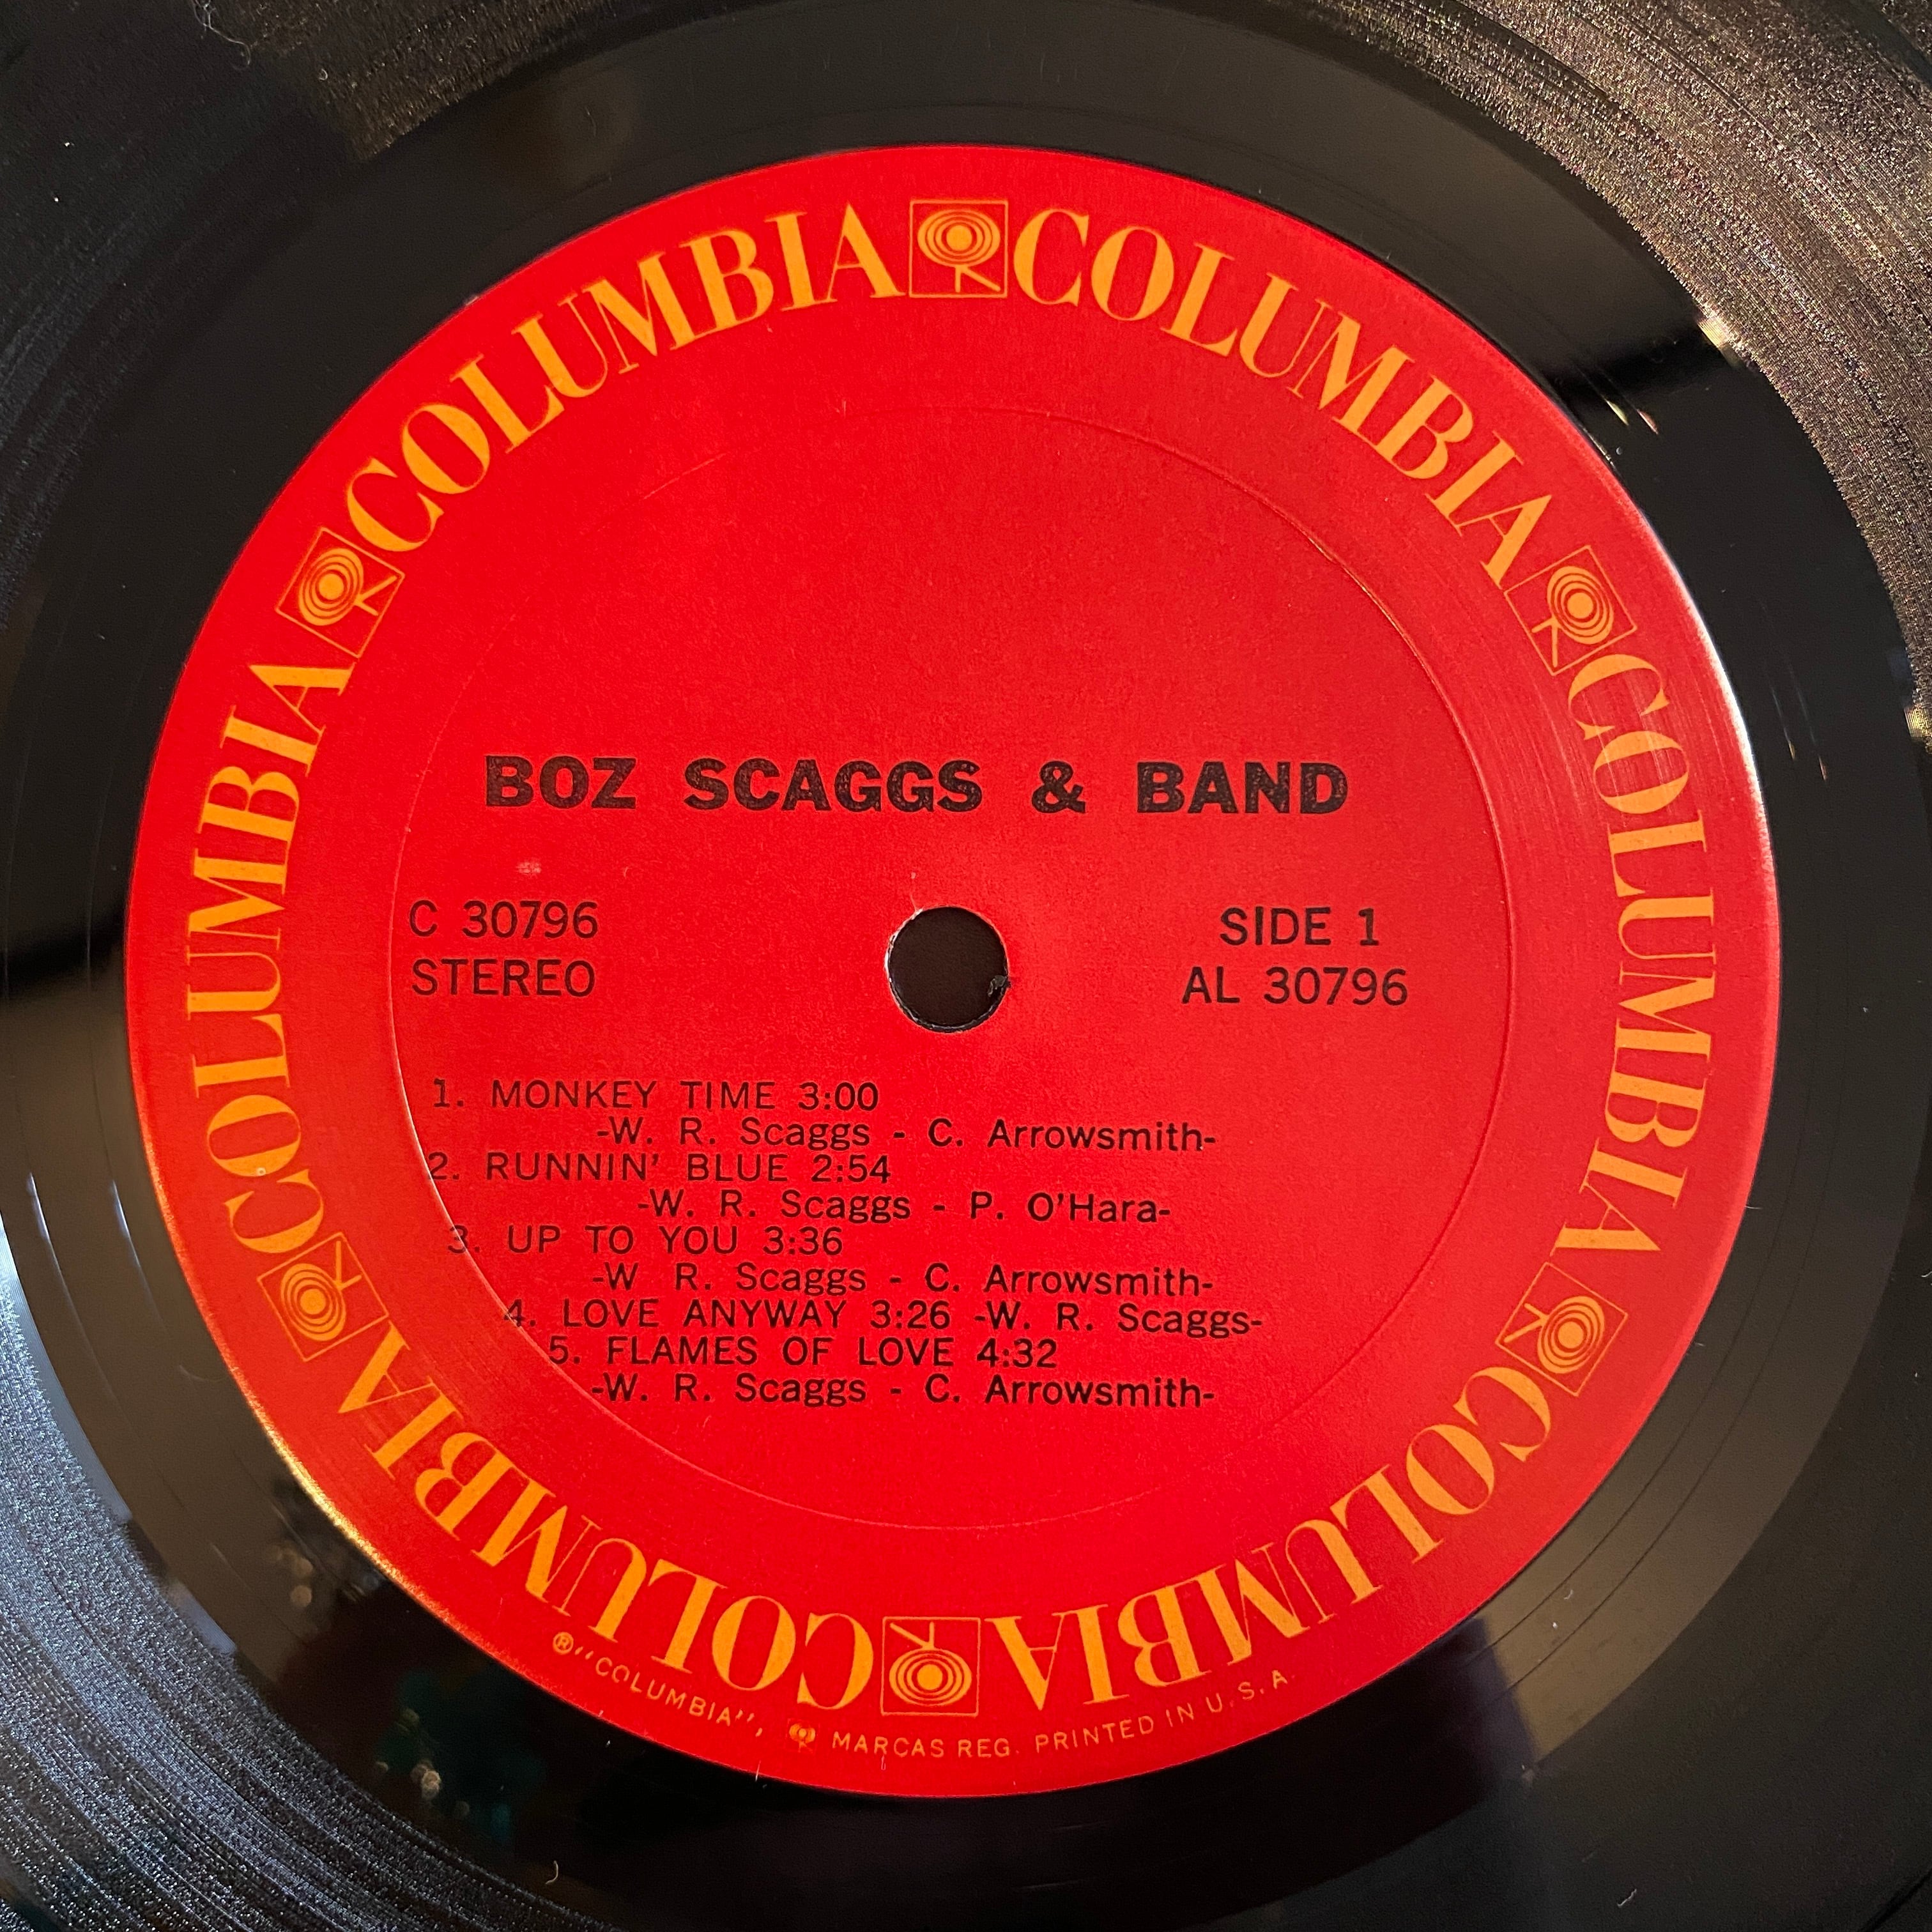 COLUMBIA COLUMBIA COLUMBIA COLUMBIA COLUMBIA COLUMBIA
BOZ SCAGGS & BAND
C 30796
STEREO
SIDE 1
AL 30796
1. MONKEY TIME 3:00
-W. R. Scaggs - C. Arrowsmith-
2. RUNNIN' BLUE 2:54
-W. R. Scaggs - P. O'Hara-
3. UP TO YOU 3:36
-W R. Scaggs - C. Arrowsmith-
4. LOVE ANYWAY 3:26 -W. R. Scaggs-
5. FLAMES OF LOVE 4:32
-W. R. Scaggs - C. Arrowsmith-
® "COLUMBIA", MARCAS REG. PRINTED IN U.S.A.